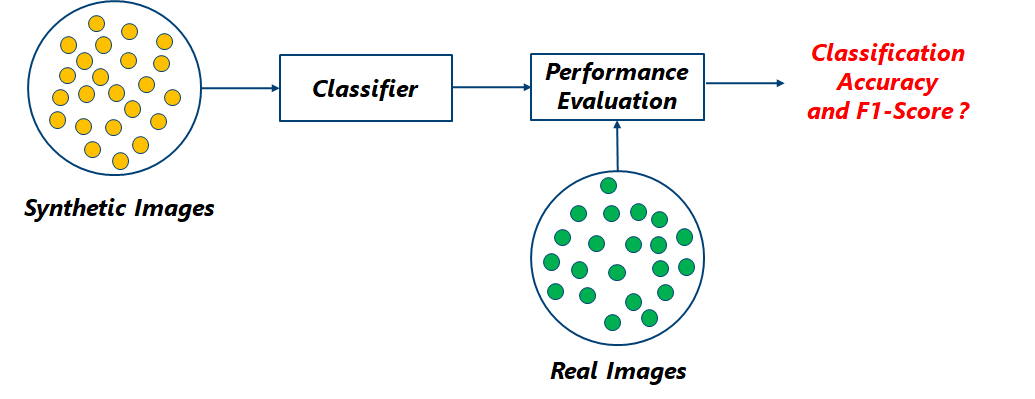 Classifier
Performance
Evaluation
Classification
Accuracy
and F1-Score ?
Synthetic Images
Real Images